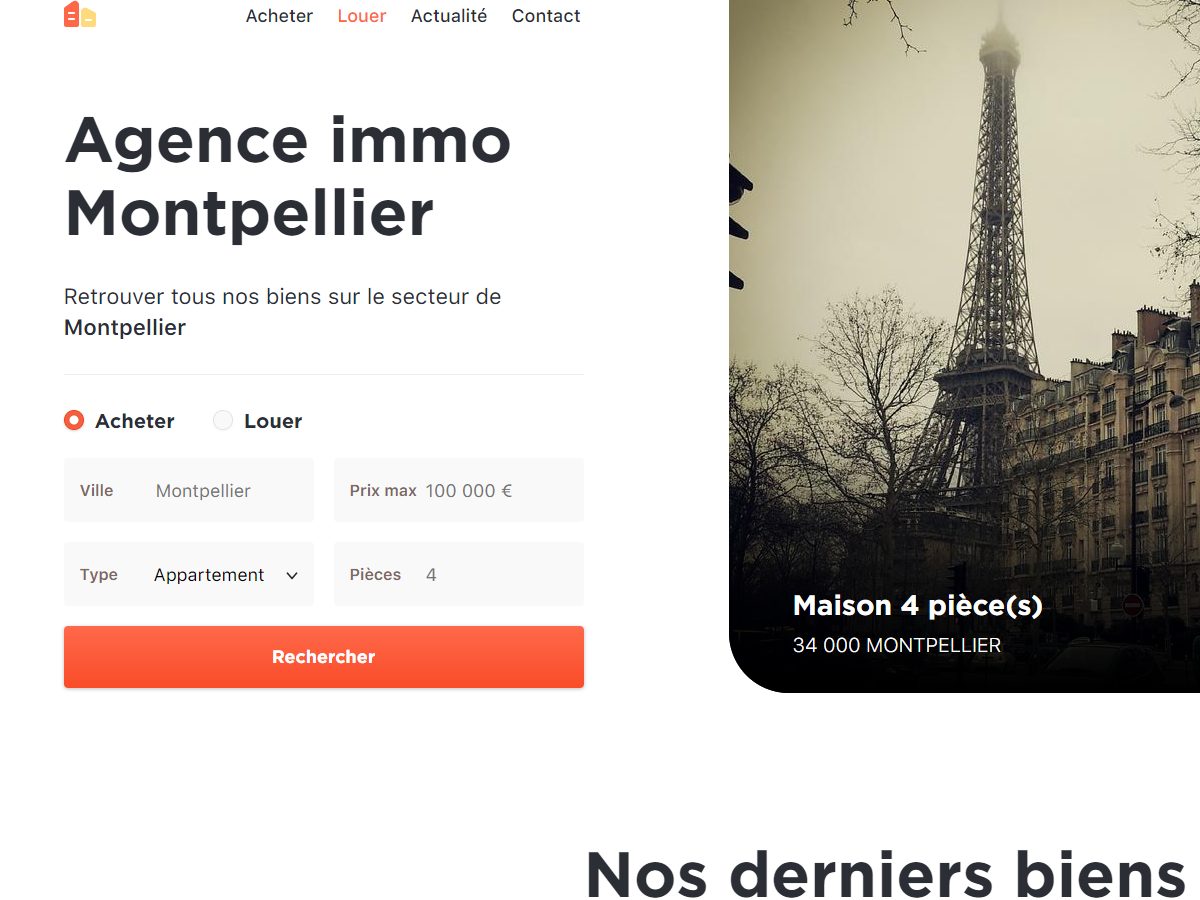 Acheter Louer Actualité Contact
Agence immo
Montpellier
Retrouver tous nos biens sur le secteur de
Montpellier
Acheter Louer
Ville Montpellier Prix max 100 000 €
Type Appartement Pièces 4
Rechercher
Maison 4 pièce(s)
34 000 MONTPELLIER
Nos derniers biens